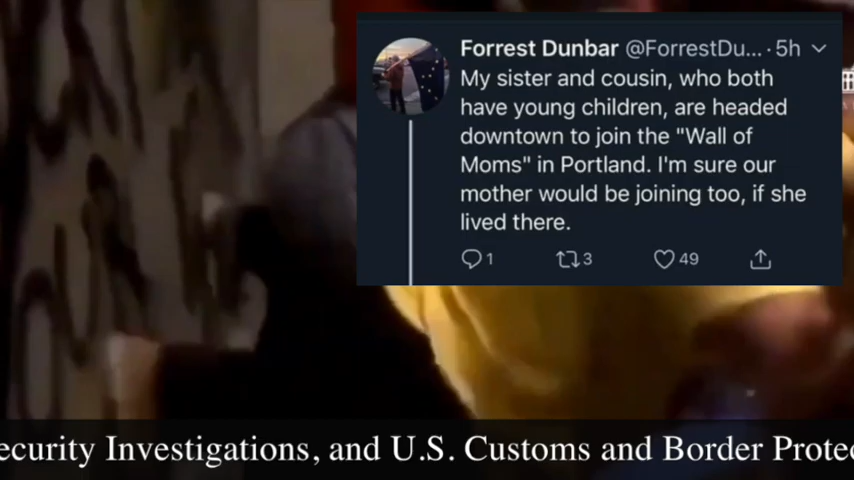 Forrest Dunbar @ForrestDu... · 5h
My sister and cousin, who both
have young children, are headed
downtown to join the "Wall of
Moms" in Portland. I'm sure our
mother would be joining too, if she
lived there.
1 3 49
ecurity Investigations, and U.S. Customs and Border Protec